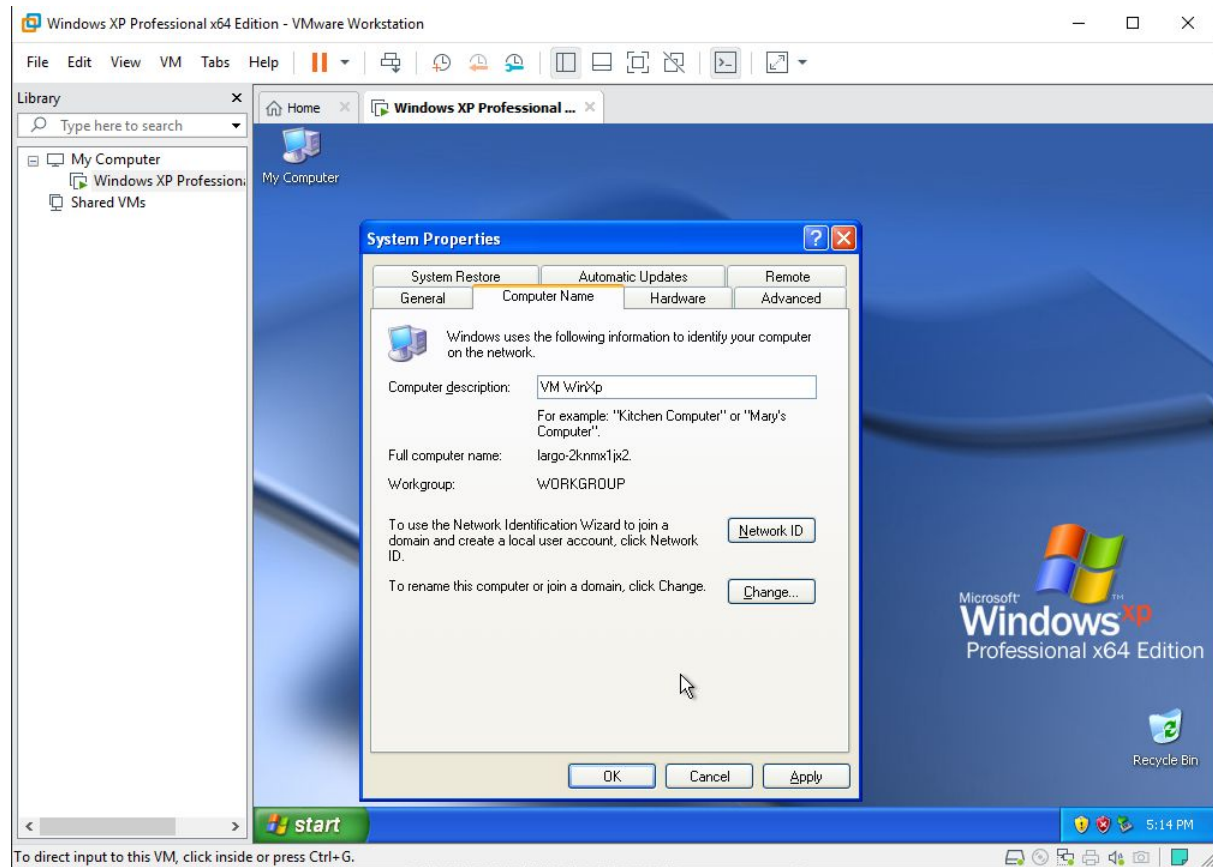 Windows XP Professional x64 Edition - VMware Workstation
File Edit View VM Tabs Help
Library
Type here to search
My Computer
Windows XP Profession
Shared VMs
Home
Windows XP Professional ...
My Computer
System Properties
System Restore Automatic Updates Remote
General Computer Name Hardware Advanced
Windows uses the following information to identify your computer
on the network.
Computer description: VM WinXp
For example: "Kitchen Computer" or "Mary's
Computer".
Full computer name: largo-2knmx1jx2.
Workgroup: WORKGROUP
To use the Network Identification Wizard to join a
domain and create a local user account, click Network
ID.
Network ID
To rename this computer or join a domain, click Change.
Change...
OK Cancel Apply
Microsoft
Windows xp
TM
Professional x64 Edition
Recycle Bin
start
5:14 PM
To direct input to this VM, click inside or press Ctrl+G.